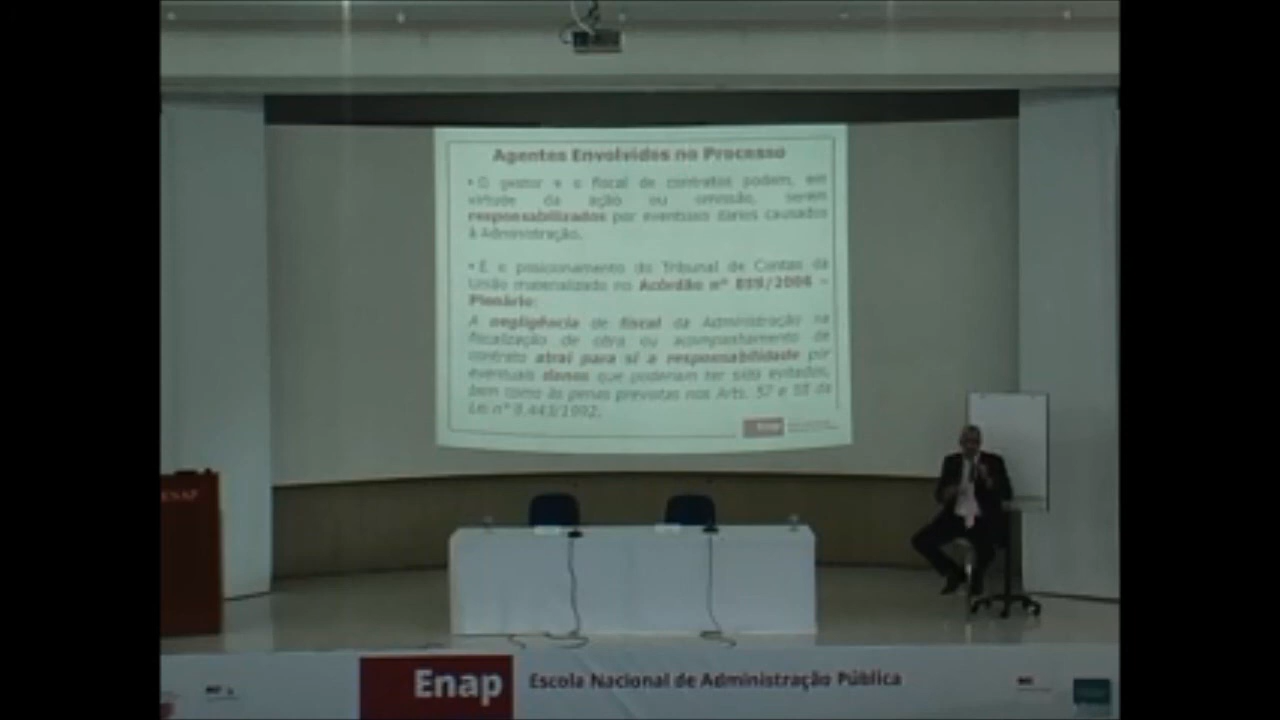 Agentes Envolvidos no Processo
• O gestor e o fiscal de contratos podem, em
virtude da ação ou omissão, serem
responsabilizados por eventuais danos causados
à Administração.
• É o posicionamento do Tribunal de Contas da
União materializado no Acórdão nº –
Plenário:
A negligência de fiscal da Administração na
fiscalização de obra ou acompanhamento de
contrato atrai para si a responsabilidade por
eventuais danos que poderiam ter sido evitados,
bem como às penas previstas nos Arts. 57 e 58 da
Lei nº 8.443/1992.
Enap
ENAP
Enap Escola Nacional de Administração Pública